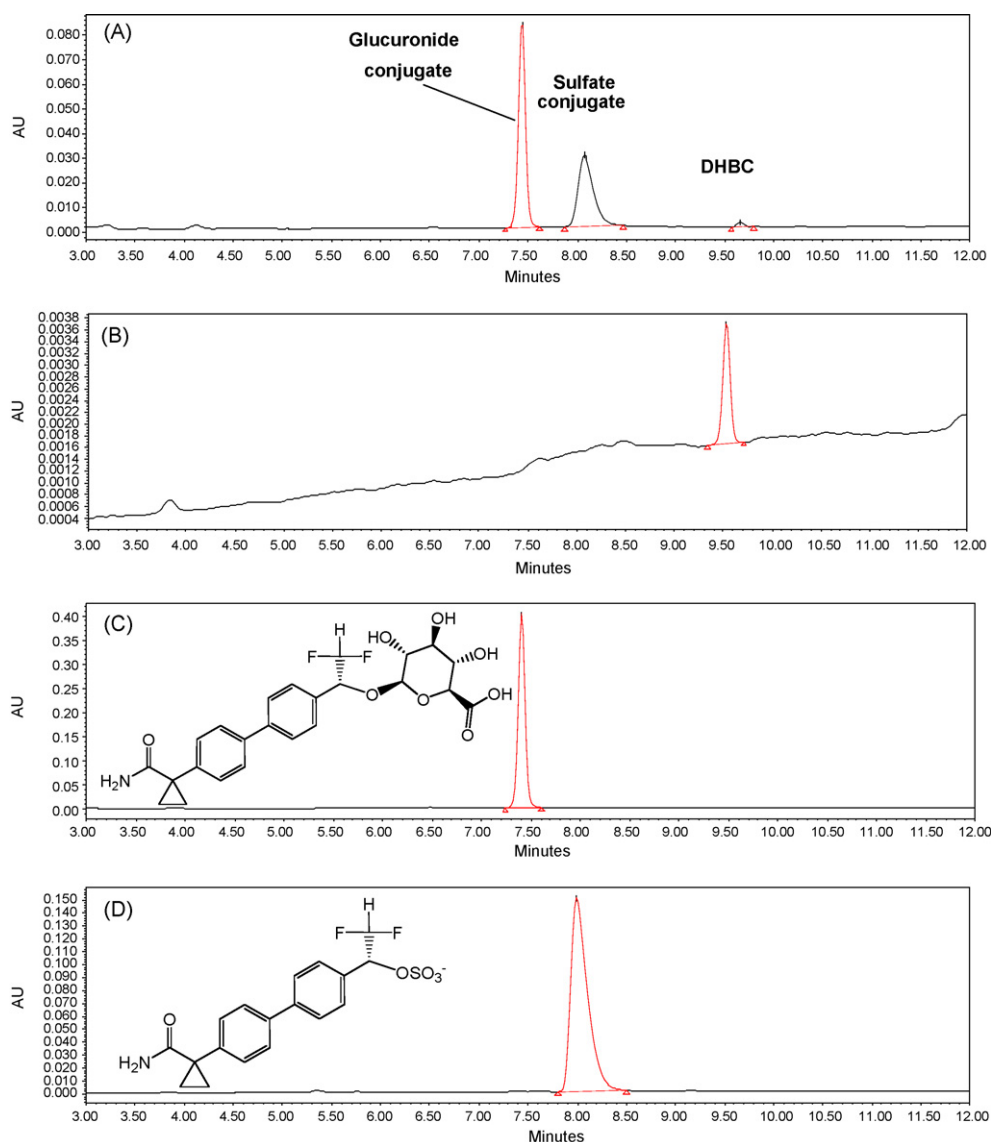 (A)
Glucuronide
conjugate
Sulfate
conjugate
DHBC
AU
0.080
0.070
0.060
0.050
0.040
0.030
0.020
0.010
0.000
3.00 3.50 4.00 4.50 5.00 5.50 6.00 6.50 7.00 7.50 8.00 8.50 9.00 9.50 10.00 10.50 11.00 11.50 12.00
Minutes
(B)
AU
0.0038
0.0036
0.0034
0.0032
0.0030
0.0028
0.0026
0.0024
0.0022
0.0020
0.0018
0.0016
0.0014
0.0012
0.0010
0.0008
0.0006
0.0004
3.00 3.50 4.00 4.50 5.00 5.50 6.00 6.50 7.00 7.50 8.00 8.50 9.00 9.50 10.00 10.50 11.00 11.50 12.00
Minutes
(C)
AU
0.40
0.35
0.30
0.25
0.20
0.15
0.10
0.05
0.00
OH
H HO OH
F F OH
O O OH
O
O
H2N
3.00 3.50 4.00 4.50 5.00 5.50 6.00 6.50 7.00 7.50 8.00 8.50 9.00 9.50 10.00 10.50 11.00 11.50 12.00
Minutes
(D)
AU
0.150
0.140
0.130
0.120
0.110
0.100
0.090
0.080
0.070
0.060
0.050
0.040
0.030
0.020
0.010
0.000
H
F F
OSO3-
O
H2N
3.00 3.50 4.00 4.50 5.00 5.50 6.00 6.50 7.00 7.50 8.00 8.50 9.00 9.50 10.00 10.50 11.00 11.50 12.00
Minutes